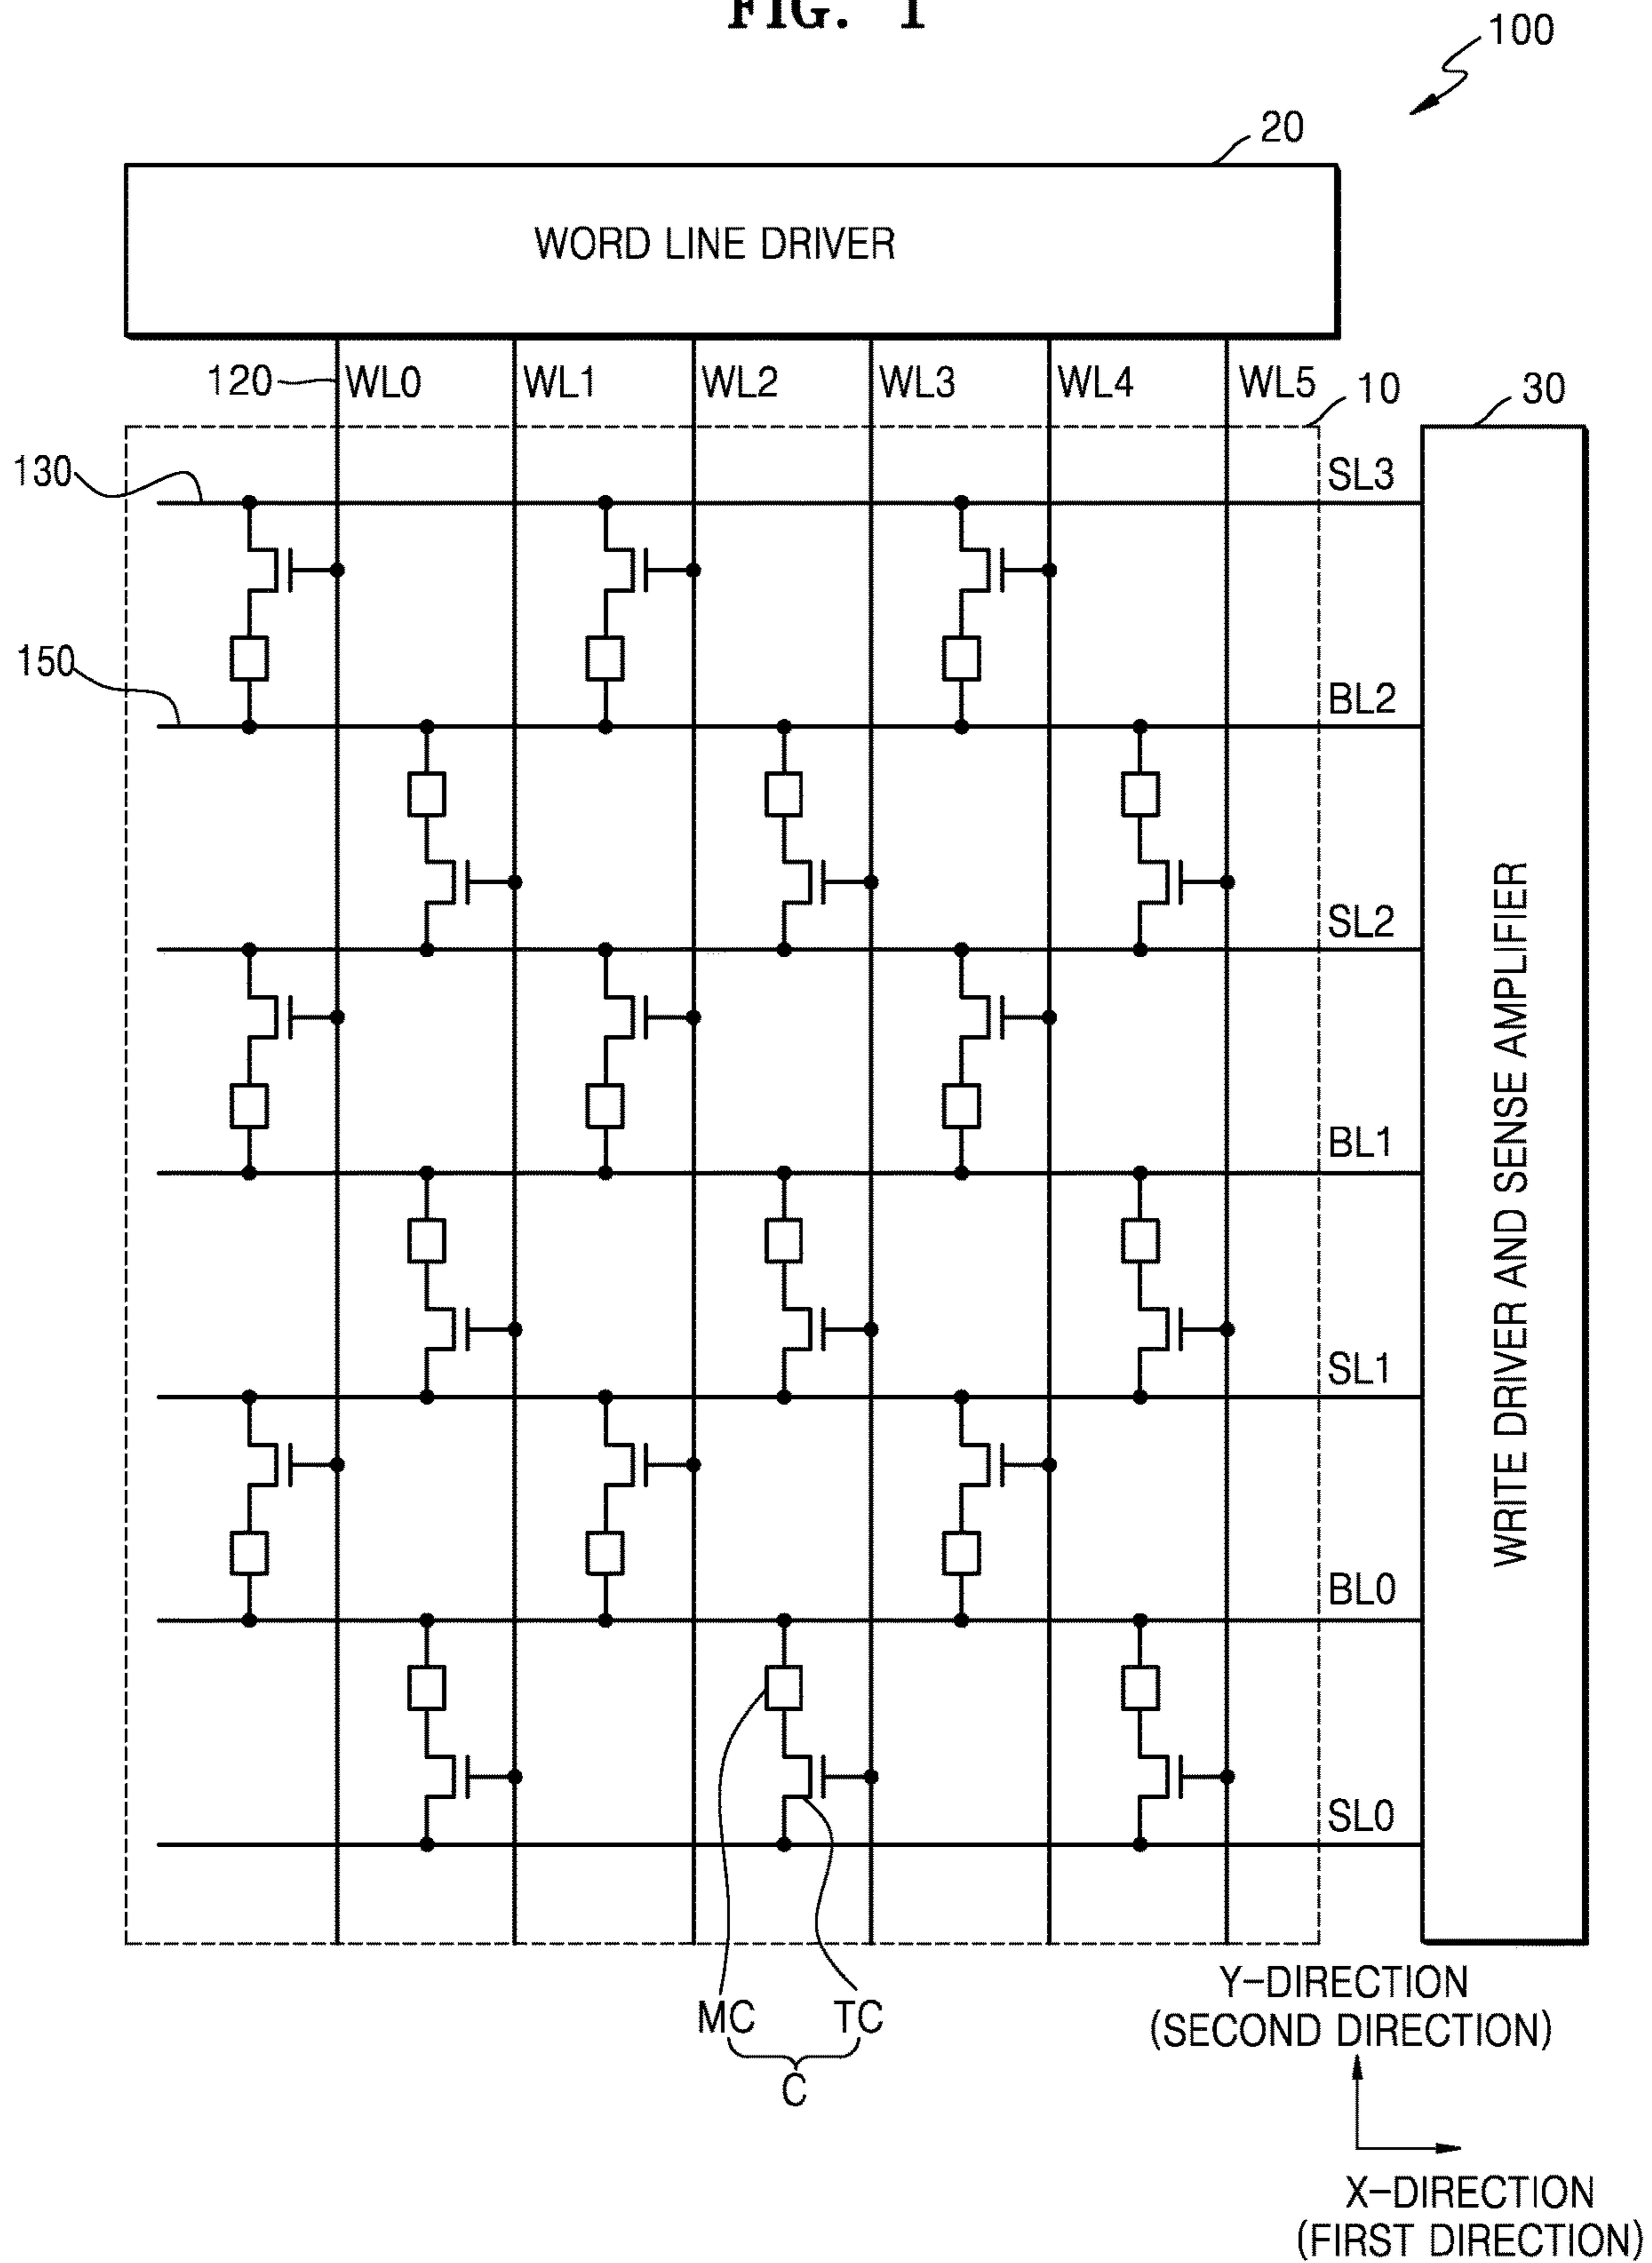 FIG. 1
100
20
WORD LINE DRIVER
120 WL0 WL1 WL2 WL3 WL4 WL5
10
30
130
SL3
150
BL2
SL2
BL1
SL1
BL0
SL0
WRITE DRIVER AND SENSE AMPLIFIER
MC TC
C
Y-DIRECTION
(SECOND DIRECTION)
X-DIRECTION
(FIRST DIRECTION)